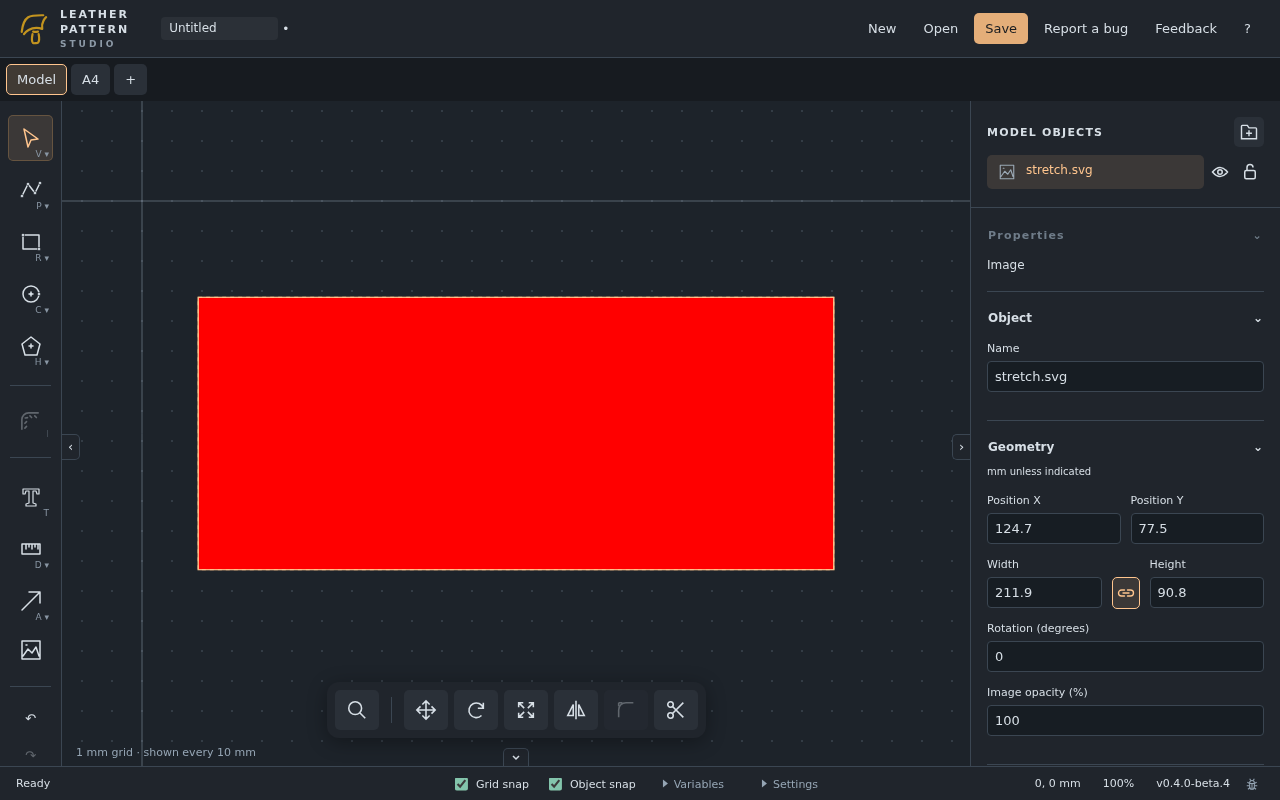 LEATHER
PATTERN
STUDIO
Untitled •
New Open Save Report a bug Feedback ?
Model A4 +
V ▾
P ▾
R ▾
C ▾
H ▾
I
T
D ▾
A ▾
MODEL OBJECTS
stretch.svg
Properties
Image
Object
Name
stretch.svg
Geometry
mm unless indicated
Position X Position Y
124.7 77.5
Width Height
211.9 90.8
Rotation (degrees)
0
Image opacity (%)
100
1 mm grid · shown every 10 mm
Ready Grid snap Object snap Variables Settings 0, 0 mm 100% v0.4.0-beta.4